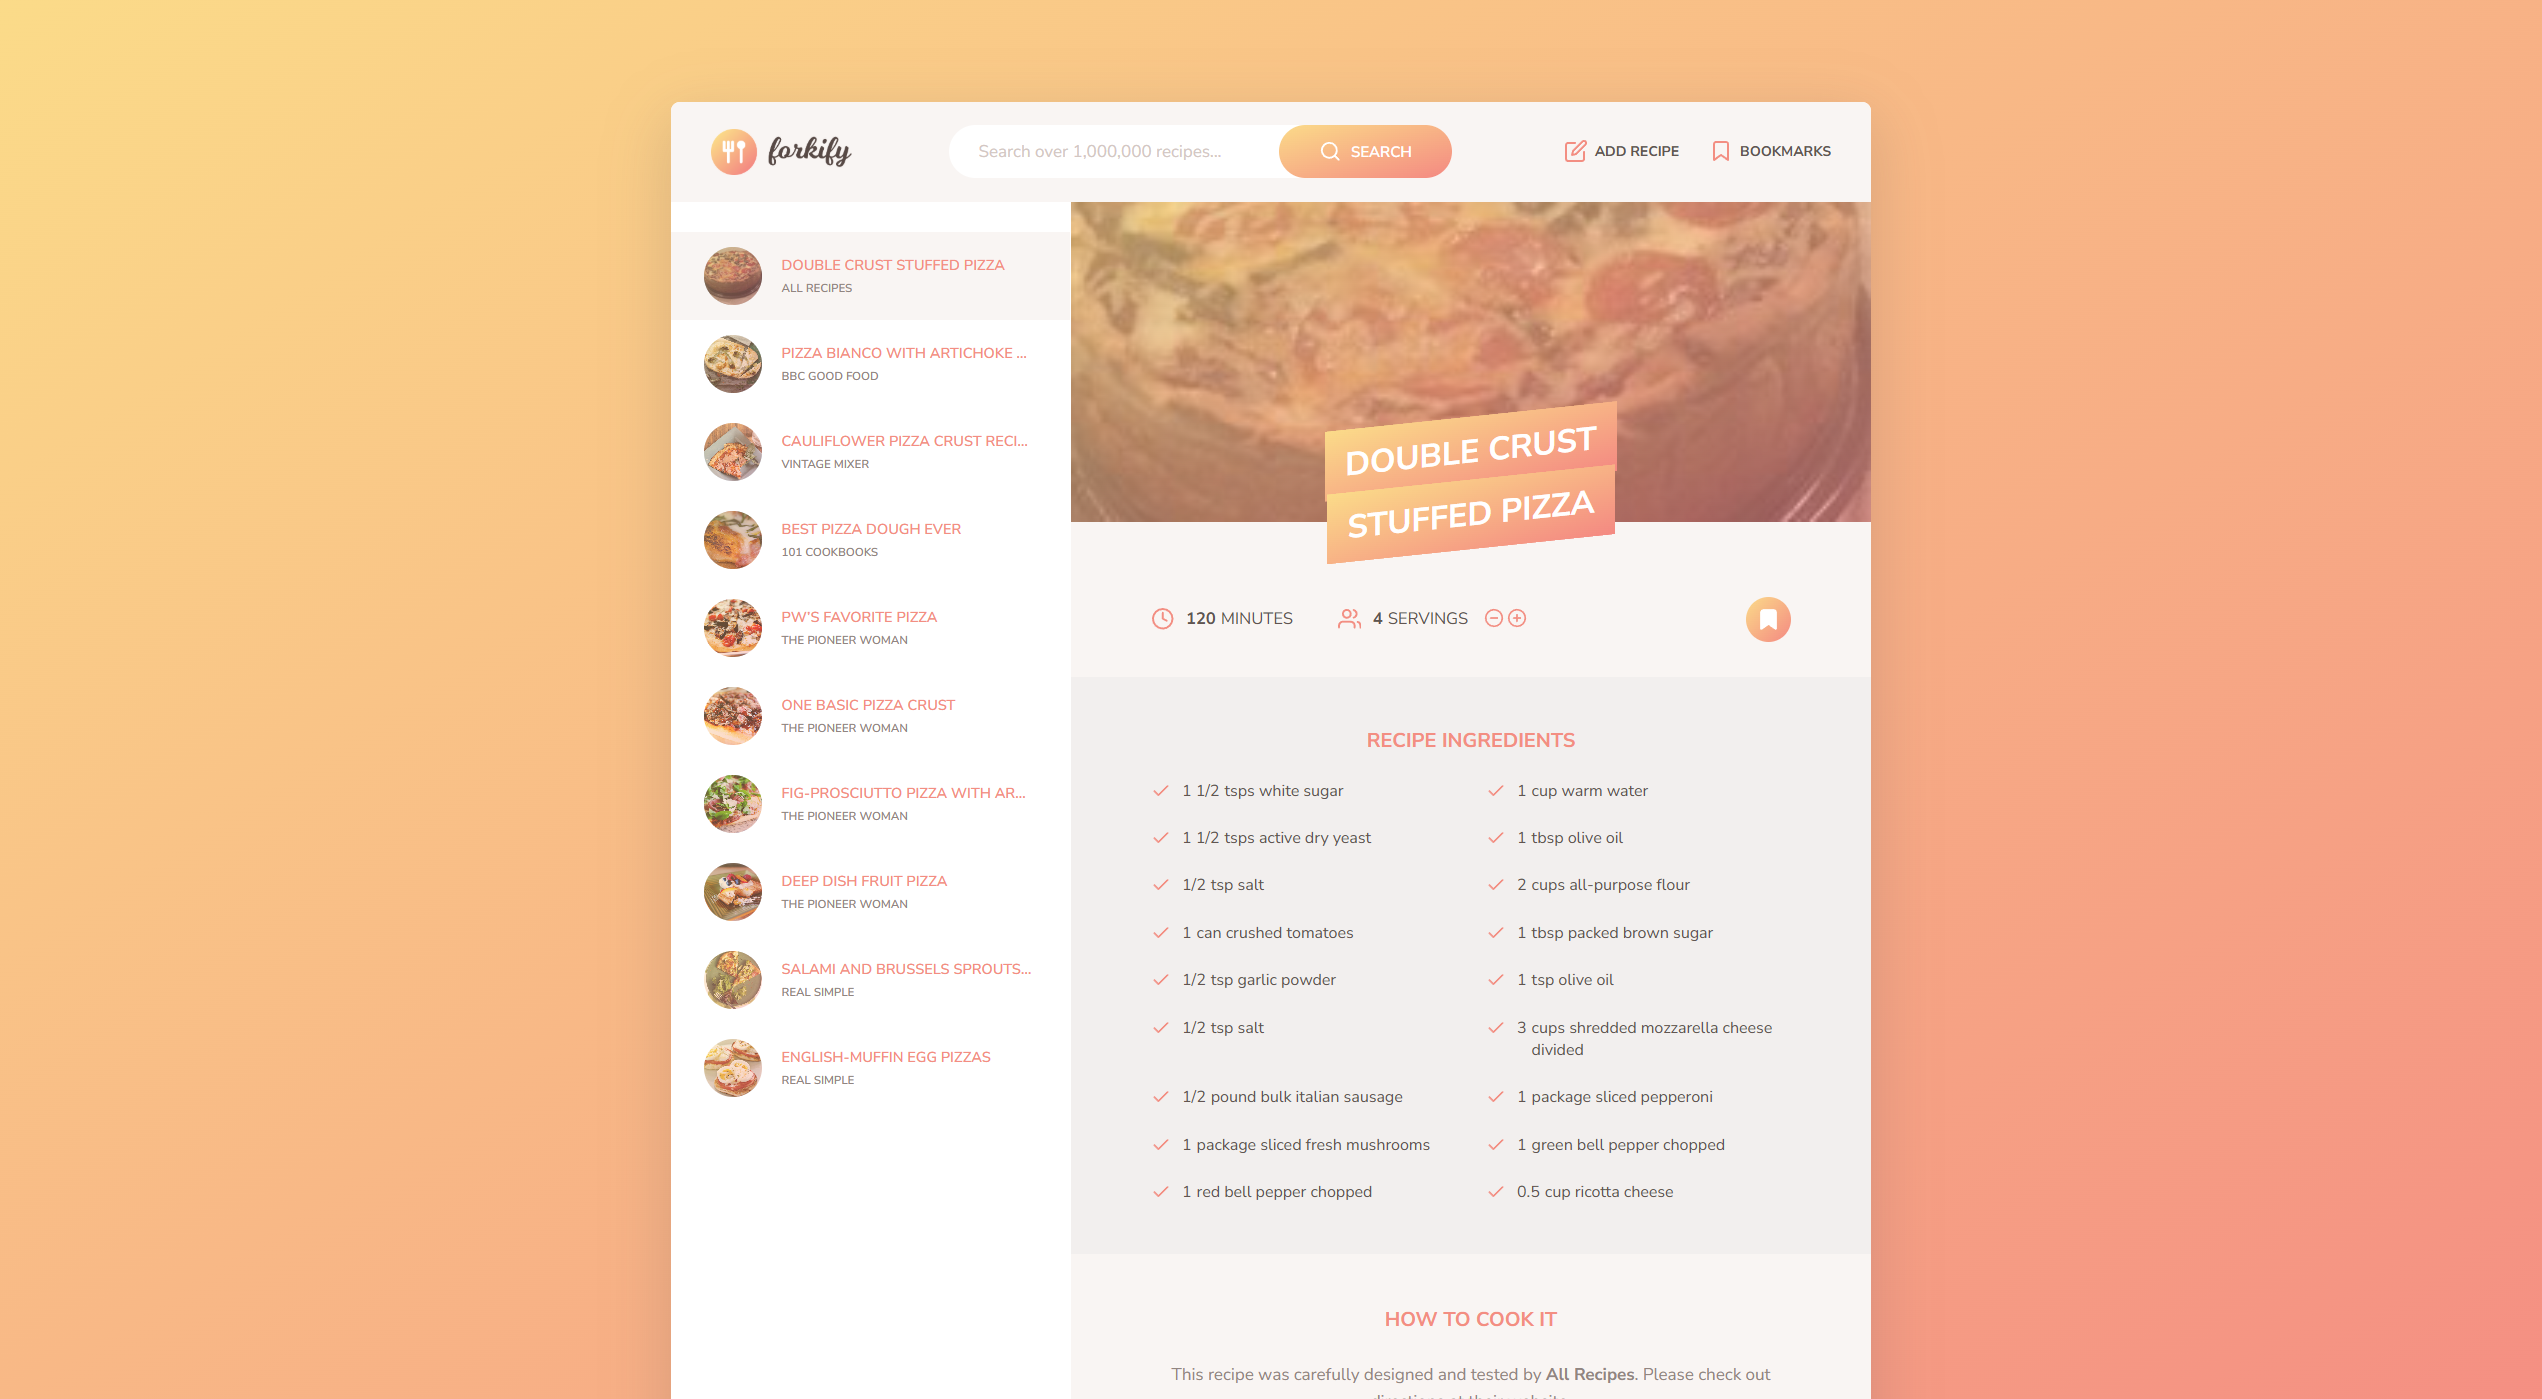 forkify
Search over 1,000,000 recipes...
SEARCH
ADD RECIPE
BOOKMARKS
DOUBLE CRUST STUFFED PIZZA
ALL RECIPES
PIZZA BIANCO WITH ARTICHOKE ...
BBC GOOD FOOD
CAULIFLOWER PIZZA CRUST RECI...
VINTAGE MIXER
BEST PIZZA DOUGH EVER
101 COOKBOOKS
PW'S FAVORITE PIZZA
THE PIONEER WOMAN
ONE BASIC PIZZA CRUST
THE PIONEER WOMAN
FIG-PROSCIUTTO PIZZA WITH AR...
THE PIONEER WOMAN
DEEP DISH FRUIT PIZZA
THE PIONEER WOMAN
SALAMI AND BRUSSELS SPROUTS...
REAL SIMPLE
ENGLISH-MUFFIN EGG PIZZAS
REAL SIMPLE
DOUBLE CRUST
STUFFED PIZZA
120 MINUTES
4 SERVINGS
RECIPE INGREDIENTS
1 1/2 tsps white sugar
1 cup warm water
1 1/2 tsps active dry yeast
1 tbsp olive oil
1/2 tsp salt
2 cups all-purpose flour
1 can crushed tomatoes
1 tbsp packed brown sugar
1/2 tsp garlic powder
1 tsp olive oil
1/2 tsp salt
3 cups shredded mozzarella cheese
divided
1/2 pound bulk italian sausage
1 package sliced pepperoni
1 package sliced fresh mushrooms
1 green bell pepper chopped
1 red bell pepper chopped
0.5 cup ricotta cheese
HOW TO COOK IT
This recipe was carefully designed and tested by All Recipes. Please check out
directions at their website.